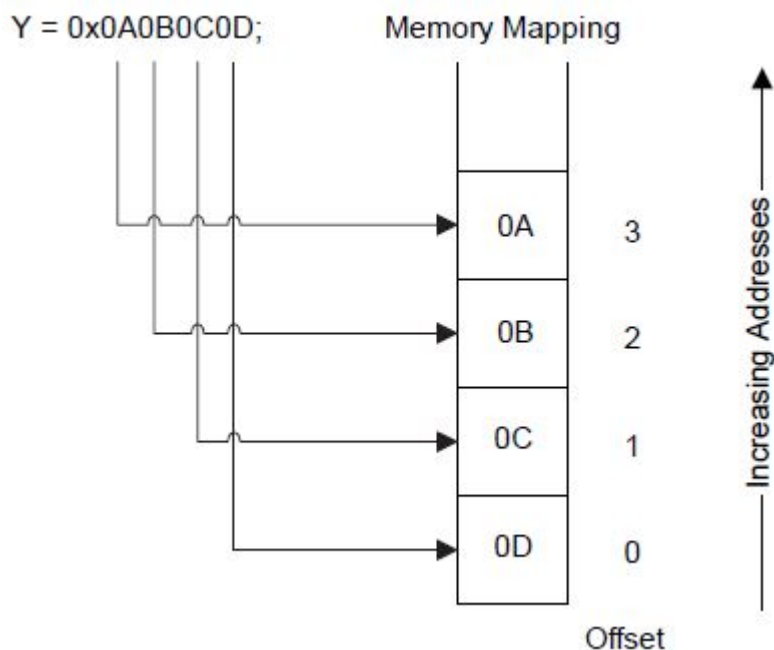 Y = 0x0A0B0C0D;
Memory Mapping
0A
3
0B
2
0C
1
0D
0
Offset
Increasing Addresses